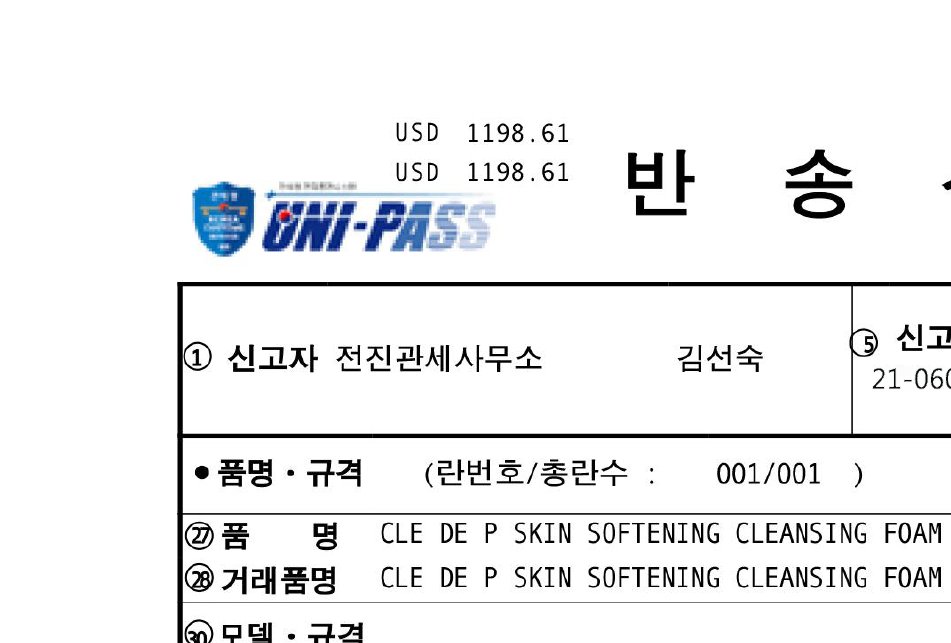 USD 1198.61
USD 1198.61
반 송
UNI-PASS
① 신고자 전진관세사무소 김선숙
⑤ 신고
21-060
● 품명・규격 (란번호/총란수 : 001/001 )
㉗ 품 명 CLE DE P SKIN SOFTENING CLEANSING FOAM
㉘ 거래품명 CLE DE P SKIN SOFTENING CLEANSING FOAM
㉚ 모델・규격